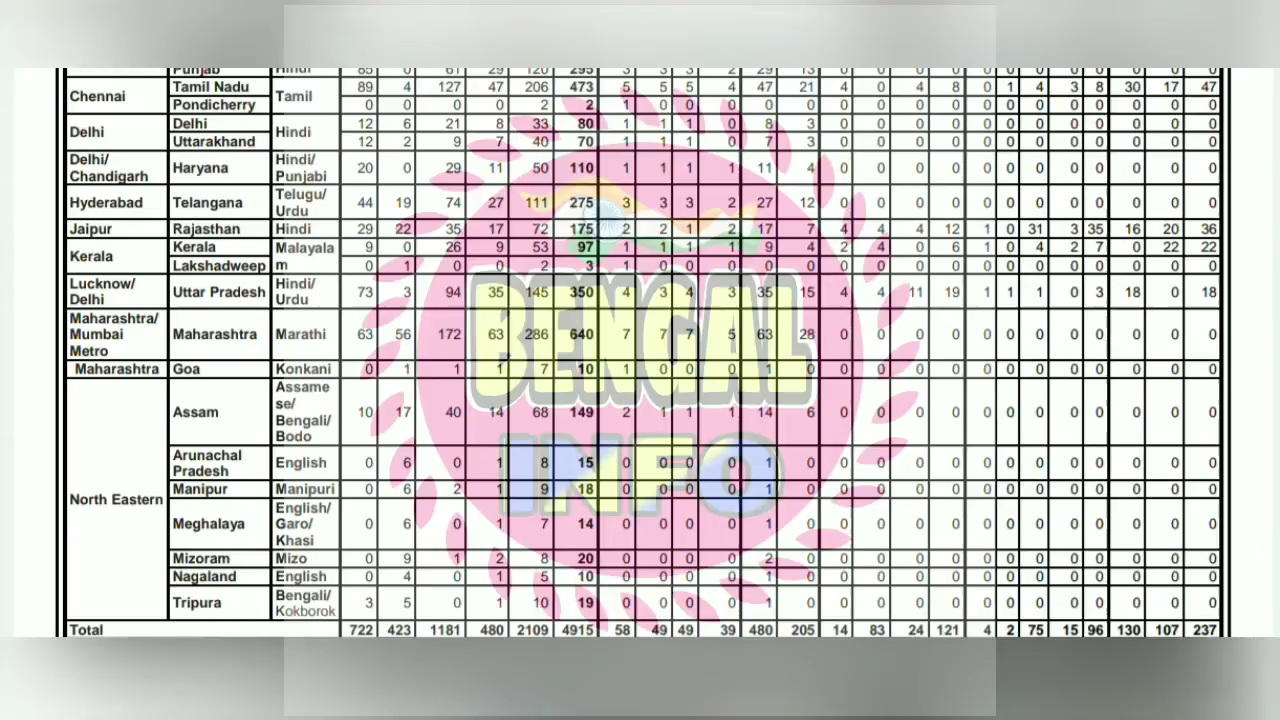 Punjab Hindi 85 0 61 29 120 295 3 3 3 2 29 13 0 0 0 0 0 0 0 0 0 0 0 0
Chennai Tamil Nadu Tamil 89 4 127 47 206 473 5 5 5 4 47 21 4 0 4 8 0 1 4 3 8 30 17 47
Pondicherry 0 0 0 0 2 2 1 0 0 0 0 0 0 0 0 0 0 0 0 0 0 0 0 0
Delhi Delhi Hindi 12 6 21 8 33 80 1 1 1 0 8 3 0 0 0 0 0 0 0 0 0 0 0 0
Uttarakhand 12 2 9 7 40 70 1 1 1 0 7 3 0 0 0 0 0 0 0 0 0 0 0 0
Delhi/
Chandigarh Haryana Hindi/
Punjabi 20 0 29 11 50 110 1 1 1 1 11 4 0 0 0 0 0 0 0 0 0 0 0 0
Hyderabad Telangana Telugu/
Urdu 44 19 74 27 111 275 3 3 3 2 27 12 0 0 0 0 0 0 0 0 0 0 0 0
Jaipur Rajasthan Hindi 29 22 35 17 72 175 2 2 1 2 17 7 4 4 4 12 1 0 31 3 35 16 20 36
Kerala Kerala Malayala
m 9 0 26 9 53 97 1 1 1 1 9 4 2 4 0 6 1 0 4 2 7 0 22 22
Lakshadweep 0 1 0 0 2 3 1 0 0 0 0 0 0 0 0 0 0 0 0 0 0 0 0 0
Lucknow/
Delhi Uttar Pradesh Hindi/
Urdu 73 3 94 35 145 350 4 3 4 3 35 15 4 4 11 19 1 1 1 0 3 18 0 18
Maharashtra/
Mumbai
Metro Maharashtra Marathi 63 56 172 63 286 640 7 7 7 5 63 28 0 0 0 0 0 0 0 0 0 0 0 0
Maharashtra Goa Konkani 0 1 1 1 7 10 1 0 0 0 1 0 0 0 0 0 0 0 0 0 0 0 0 0
North Eastern Assam Assame
se/
Bengali/
Bodo 10 17 40 14 68 149 2 1 1 1 14 6 0 0 0 0 0 0 0 0 0 0 0 0
Arunachal
Pradesh English 0 6 0 1 8 15 0 0 0 0 1 0 0 0 0 0 0 0 0 0 0 0 0 0
Manipur Manipuri 0 6 2 1 9 18 0 0 0 0 1 0 0 0 0 0 0 0 0 0 0 0 0 0
Meghalaya English/
Garo/
Khasi 0 6 0 1 7 14 0 0 0 0 1 0 0 0 0 0 0 0 0 0 0 0 0 0
Mizoram Mizo 0 9 1 2 8 20 0 0 0 0 2 0 0 0 0 0 0 0 0 0 0 0 0 0
Nagaland English 0 4 0 1 5 10 0 0 0 0 1 0 0 0 0 0 0 0 0 0 0 0 0 0
Tripura Bengali/
Kokborok 3 5 0 1 10 19 0 0 0 0 1 0 0 0 0 0 0 0 0 0 0 0 0 0
Total 722 423 1181 480 2109 4915 58 49 49 39 480 205 14 83 24 121 4 2 75 15 96 130 107 237
BENGAL
INFO